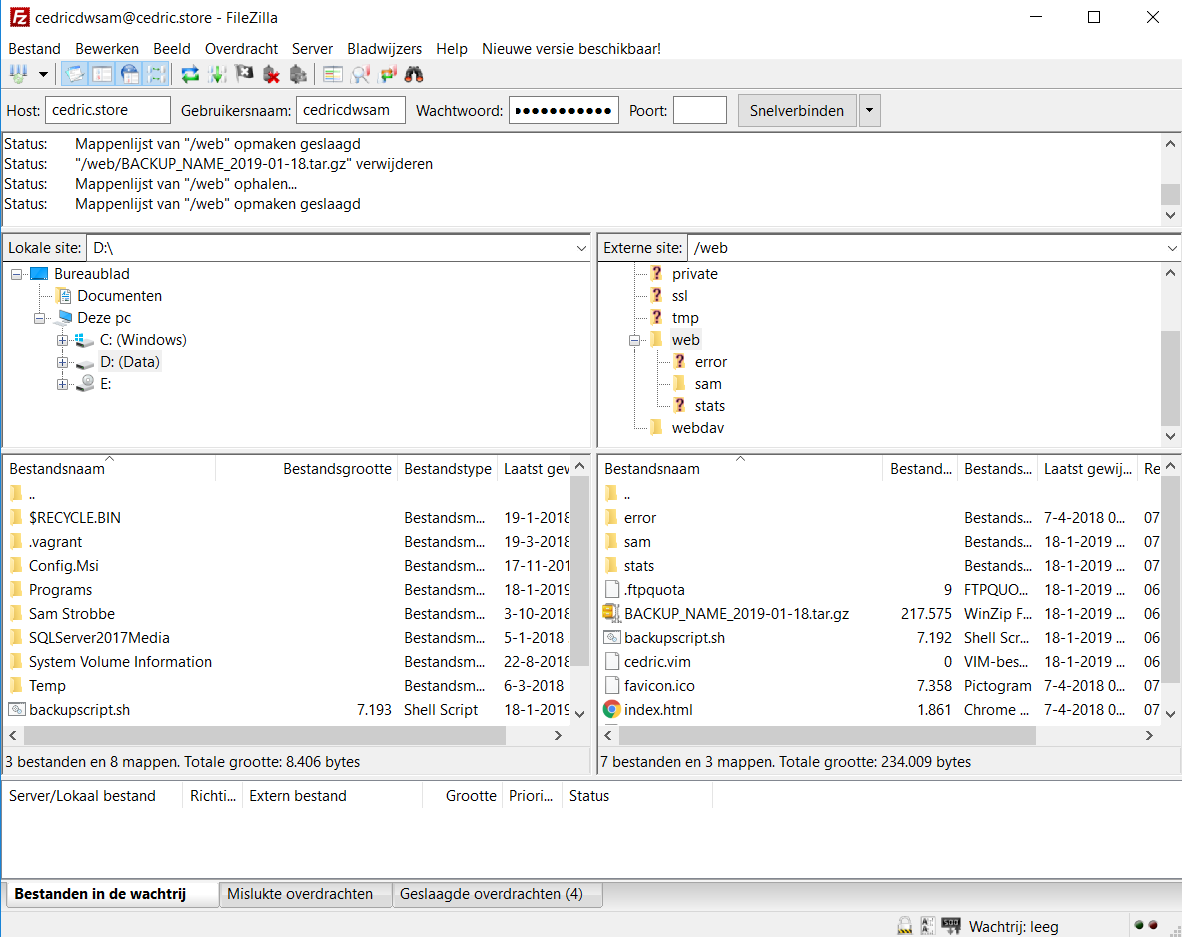 cedricdwsam@cedric.store - FileZilla
Bestand Bewerken Beeld Overdracht Server Bladwijzers Help Nieuwe versie beschikbaar!
Host: cedric.store Gebruikersnaam: cedricdwsam Wachtwoord: ●●●●●●●●●●● Poort: Snelverbinden
Status: Mappenlijst van "/web" opmaken geslaagd
Status: "/web/BACKUP_NAME_2019-01-18.tar.gz" verwijderen
Status: Mappenlijst van "/web" ophalen...
Status: Mappenlijst van "/web" opmaken geslaagd
Lokale site: D:\
Bureaublad
Documenten
Deze pc
C: (Windows)
D: (Data)
E:
Externe site: /web
private
ssl
tmp
web
error
sam
stats
webdav
Bestandsnaam Bestandsgrootte Bestandstype Laatst gew
..
$RECYCLE.BIN Bestandsm... 19-1-2018
.vagrant Bestandsm... 19-3-2018
Config.Msi Bestandsm... 17-11-201
Programs Bestandsm... 18-1-2019
Sam Strobbe Bestandsm... 3-10-2018
SQLServer2017Media Bestandsm... 5-1-2018
System Volume Information Bestandsm... 22-8-2018
Temp Bestandsm... 6-3-2018
backupscript.sh 7.193 Shell Script 18-1-2019
3 bestanden en 8 mappen. Totale grootte: 8.406 bytes
Bestandsnaam Bestand... Bestands... Laatst gewij... Re
..
error Bestands... 7-4-2018 0... 07
sam Bestands... 18-1-2019 ... 07
stats Bestands... 18-1-2019 ... 07
.ftpquota 9 FTPQUO... 18-1-2019 ... 06
BACKUP_NAME_2019-01-18.tar.gz 217.575 WinZip F... 18-1-2019 ... 06
backupscript.sh 7.192 Shell Scr... 18-1-2019 ... 06
cedric.vim 0 VIM-bes... 18-1-2019 ... 06
favicon.ico 7.358 Pictogram 7-4-2018 0... 07
index.html 1.861 Chrome ... 7-4-2018 0... 07
7 bestanden en 3 mappen. Totale grootte: 234.009 bytes
Server/Lokaal bestand Richti... Extern bestand Grootte Priori... Status
Bestanden in de wachtrij Mislukte overdrachten Geslaagde overdrachten (4)
Wachtrij: leeg